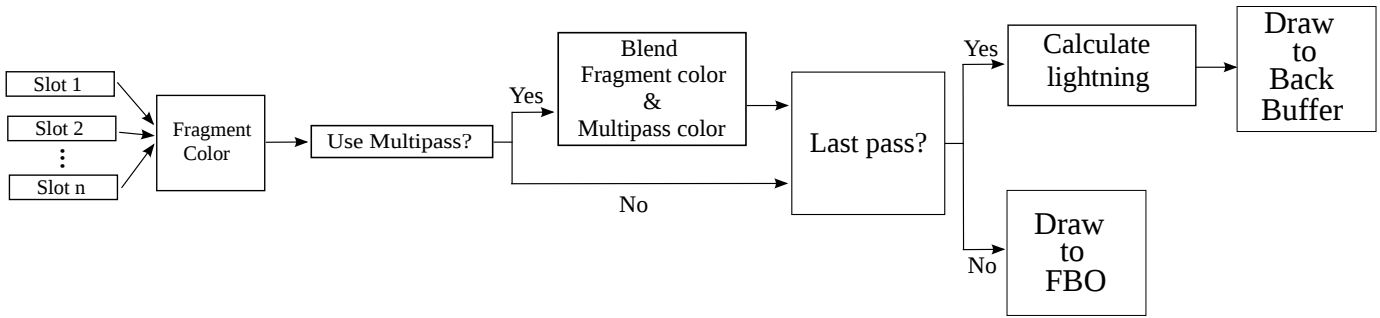 Slot 1
Slot 2
Slot n
Fragment
Color
Use Multipass?
Yes
No
Blend
Fragment color
&
Multipass color
Last pass?
Yes
No
Calculate
lightning
Draw
to
Back
Buffer
Draw
to
FBO